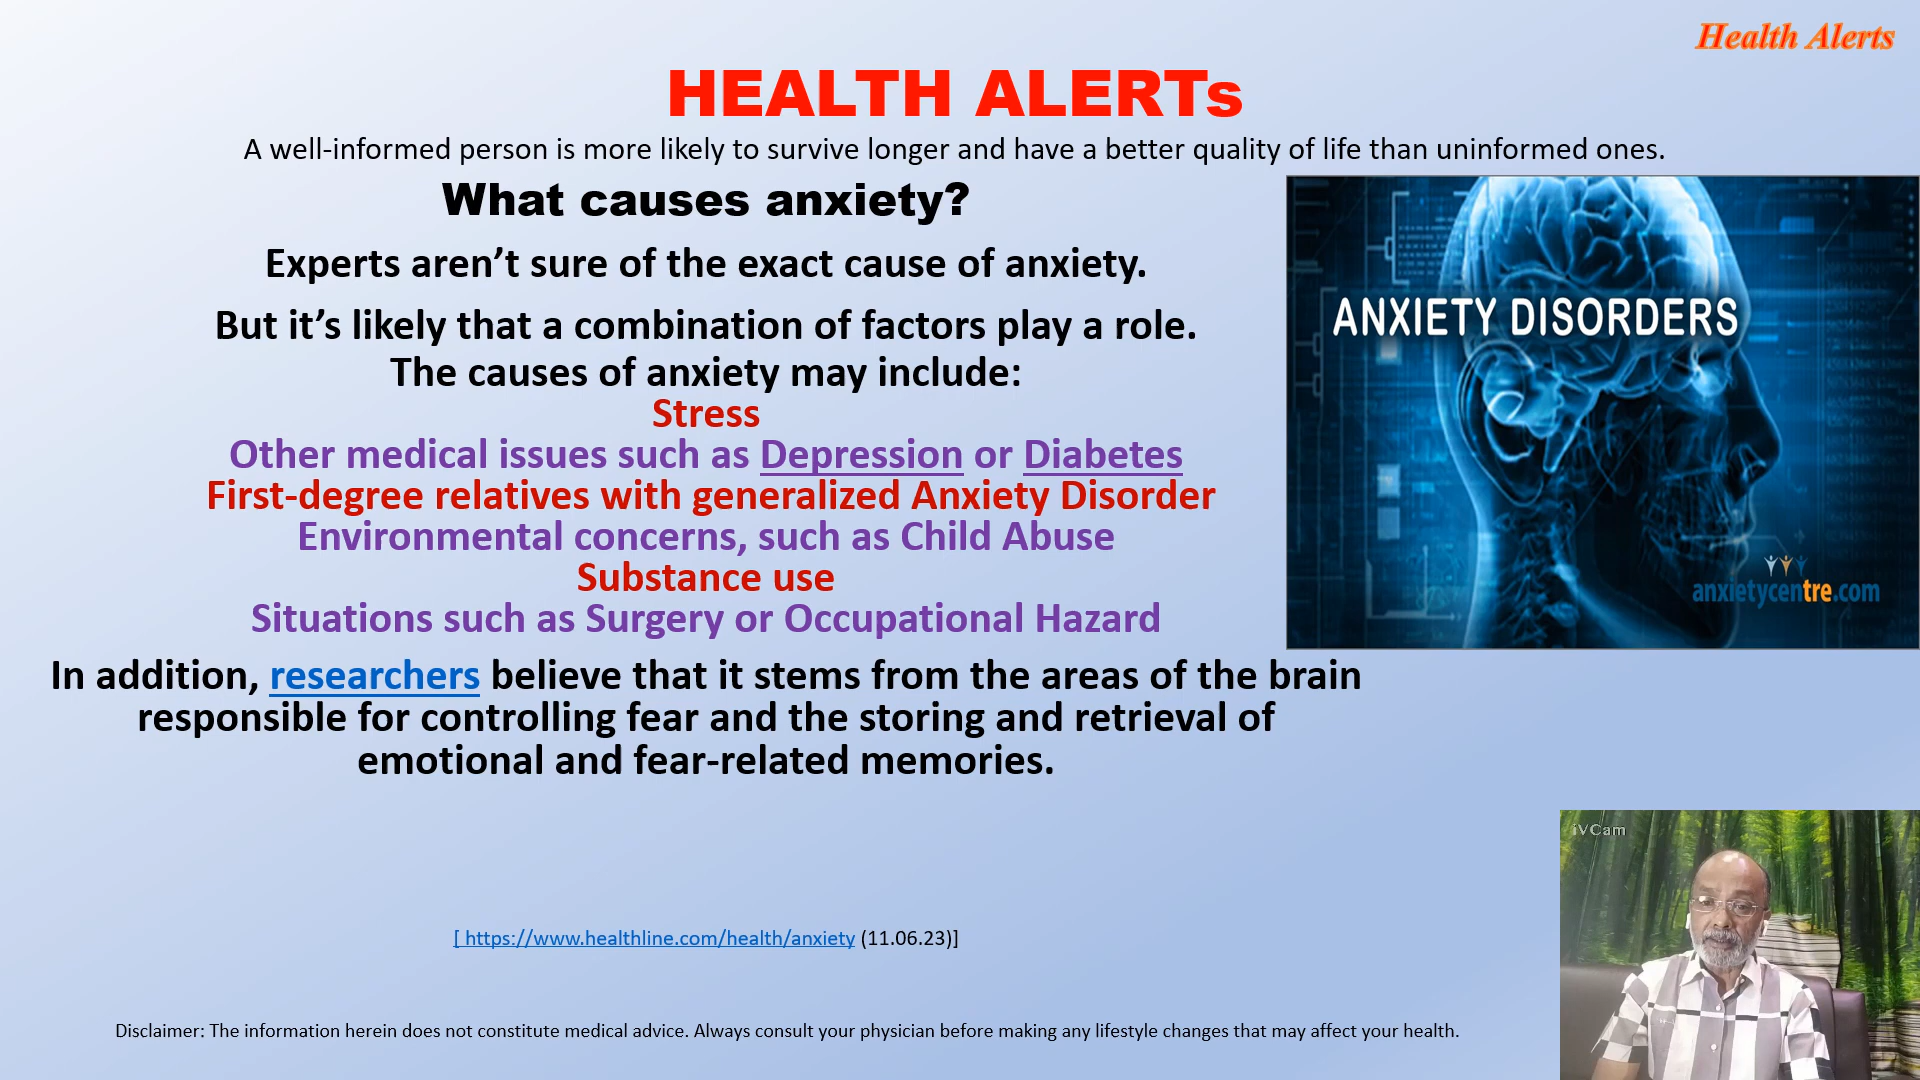 Health Alerts
HEALTH ALERTs
A well-informed person is more likely to survive longer and have a better quality of life than uninformed ones.
What causes anxiety?
Experts aren’t sure of the exact cause of anxiety.
But it’s likely that a combination of factors play a role.
The causes of anxiety may include:
Stress
Other medical issues such as Depression or Diabetes
First-degree relatives with generalized Anxiety Disorder
Environmental concerns, such as Child Abuse
Substance use
Situations such as Surgery or Occupational Hazard
In addition, researchers believe that it stems from the areas of the brain
responsible for controlling fear and the storing and retrieval of
emotional and fear-related memories.
ANXIETY DISORDERS
anxietycentre.com
[ https://www.healthline.com/health/anxiety (11.06.23)]
iVCam
Disclaimer: The information herein does not constitute medical advice. Always consult your physician before making any lifestyle changes that may affect your health.